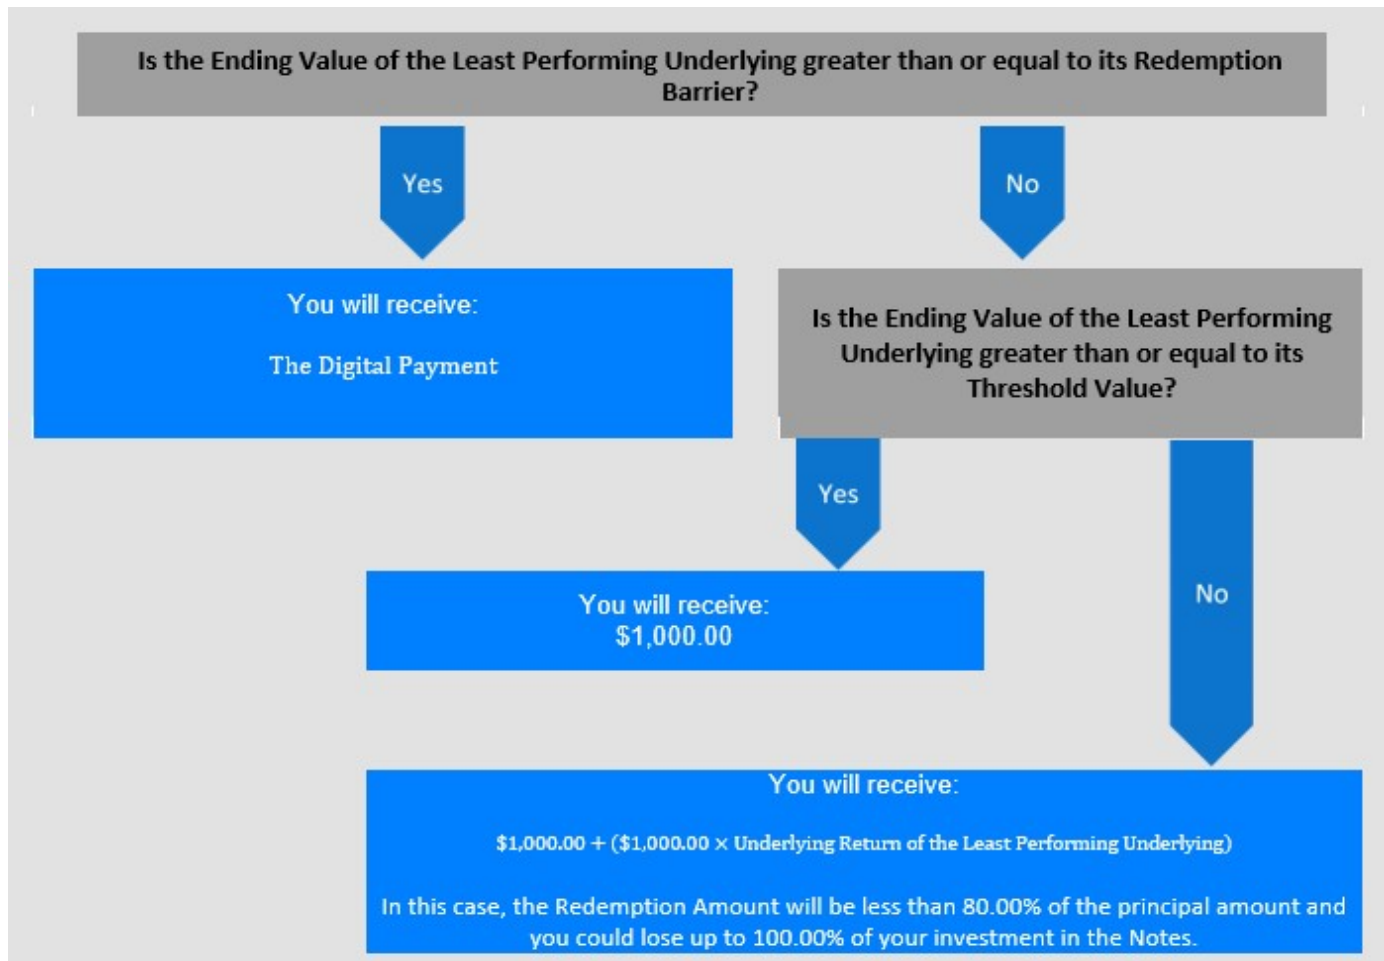 Is the Ending Value of the Least Performing Underlying greater than or equal to its Redemption
Barrier?
Yes
No
You will receive:
The Digital Payment
Is the Ending Value of the Least Performing
Underlying greater than or equal to its
Threshold Value?
Yes
No
You will receive:
$1,000.00
You will receive:
$1,000.00 + ($1,000.00 × Underlying Return of the Least Performing Underlying)
In this case, the Redemption Amount will be less than 80.00% of the principal amount and
you could lose up to 100.00% of your investment in the Notes.